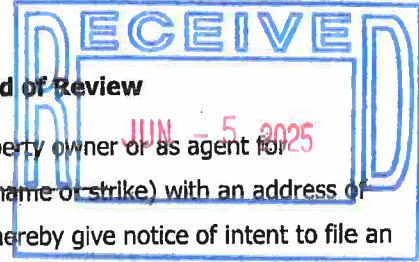 RECEIVED
d of Review
JUN - 5 2025
perty owner or as agent for
name or strike) with an address of
hereby give notice of intent to file an